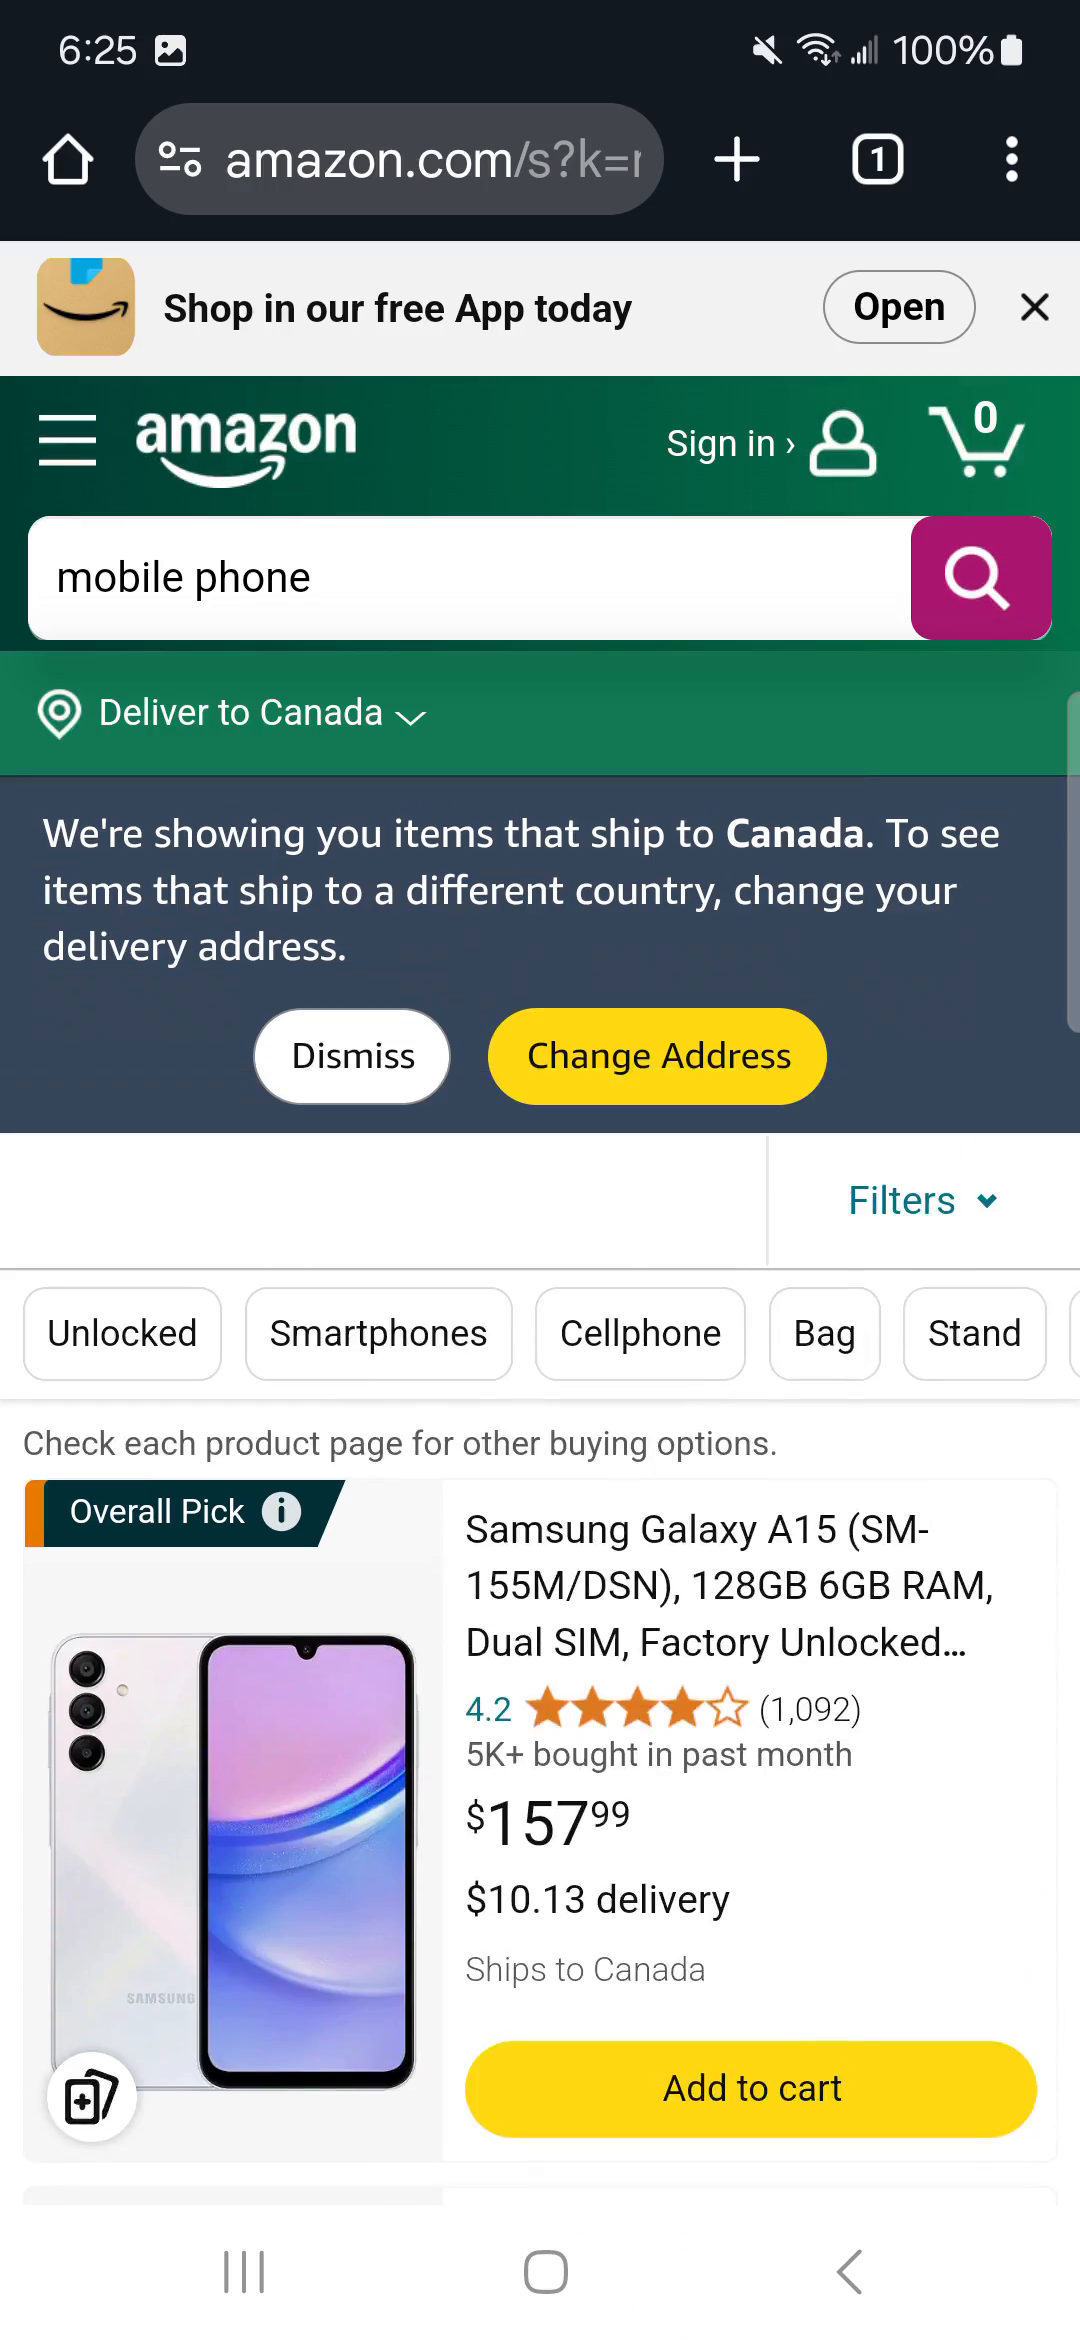 6:25
100%
amazon.com/s?k=
1
Shop in our free App today
Open
amazon
Sign in ›
0
mobile phone
Deliver to Canada
We're showing you items that ship to Canada. To see
items that ship to a different country, change your
delivery address.
Dismiss
Change Address
Filters
Unlocked
Smartphones
Cellphone
Bag
Stand
Check each product page for other buying options.
Overall Pick
Samsung Galaxy A15 (SM-
155M/DSN), 128GB 6GB RAM,
Dual SIM, Factory Unlocked...
4.2
(1,092)
5K+ bought in past month
$157.99
$10.13 delivery
Ships to Canada
SAMSUNG
Add to cart